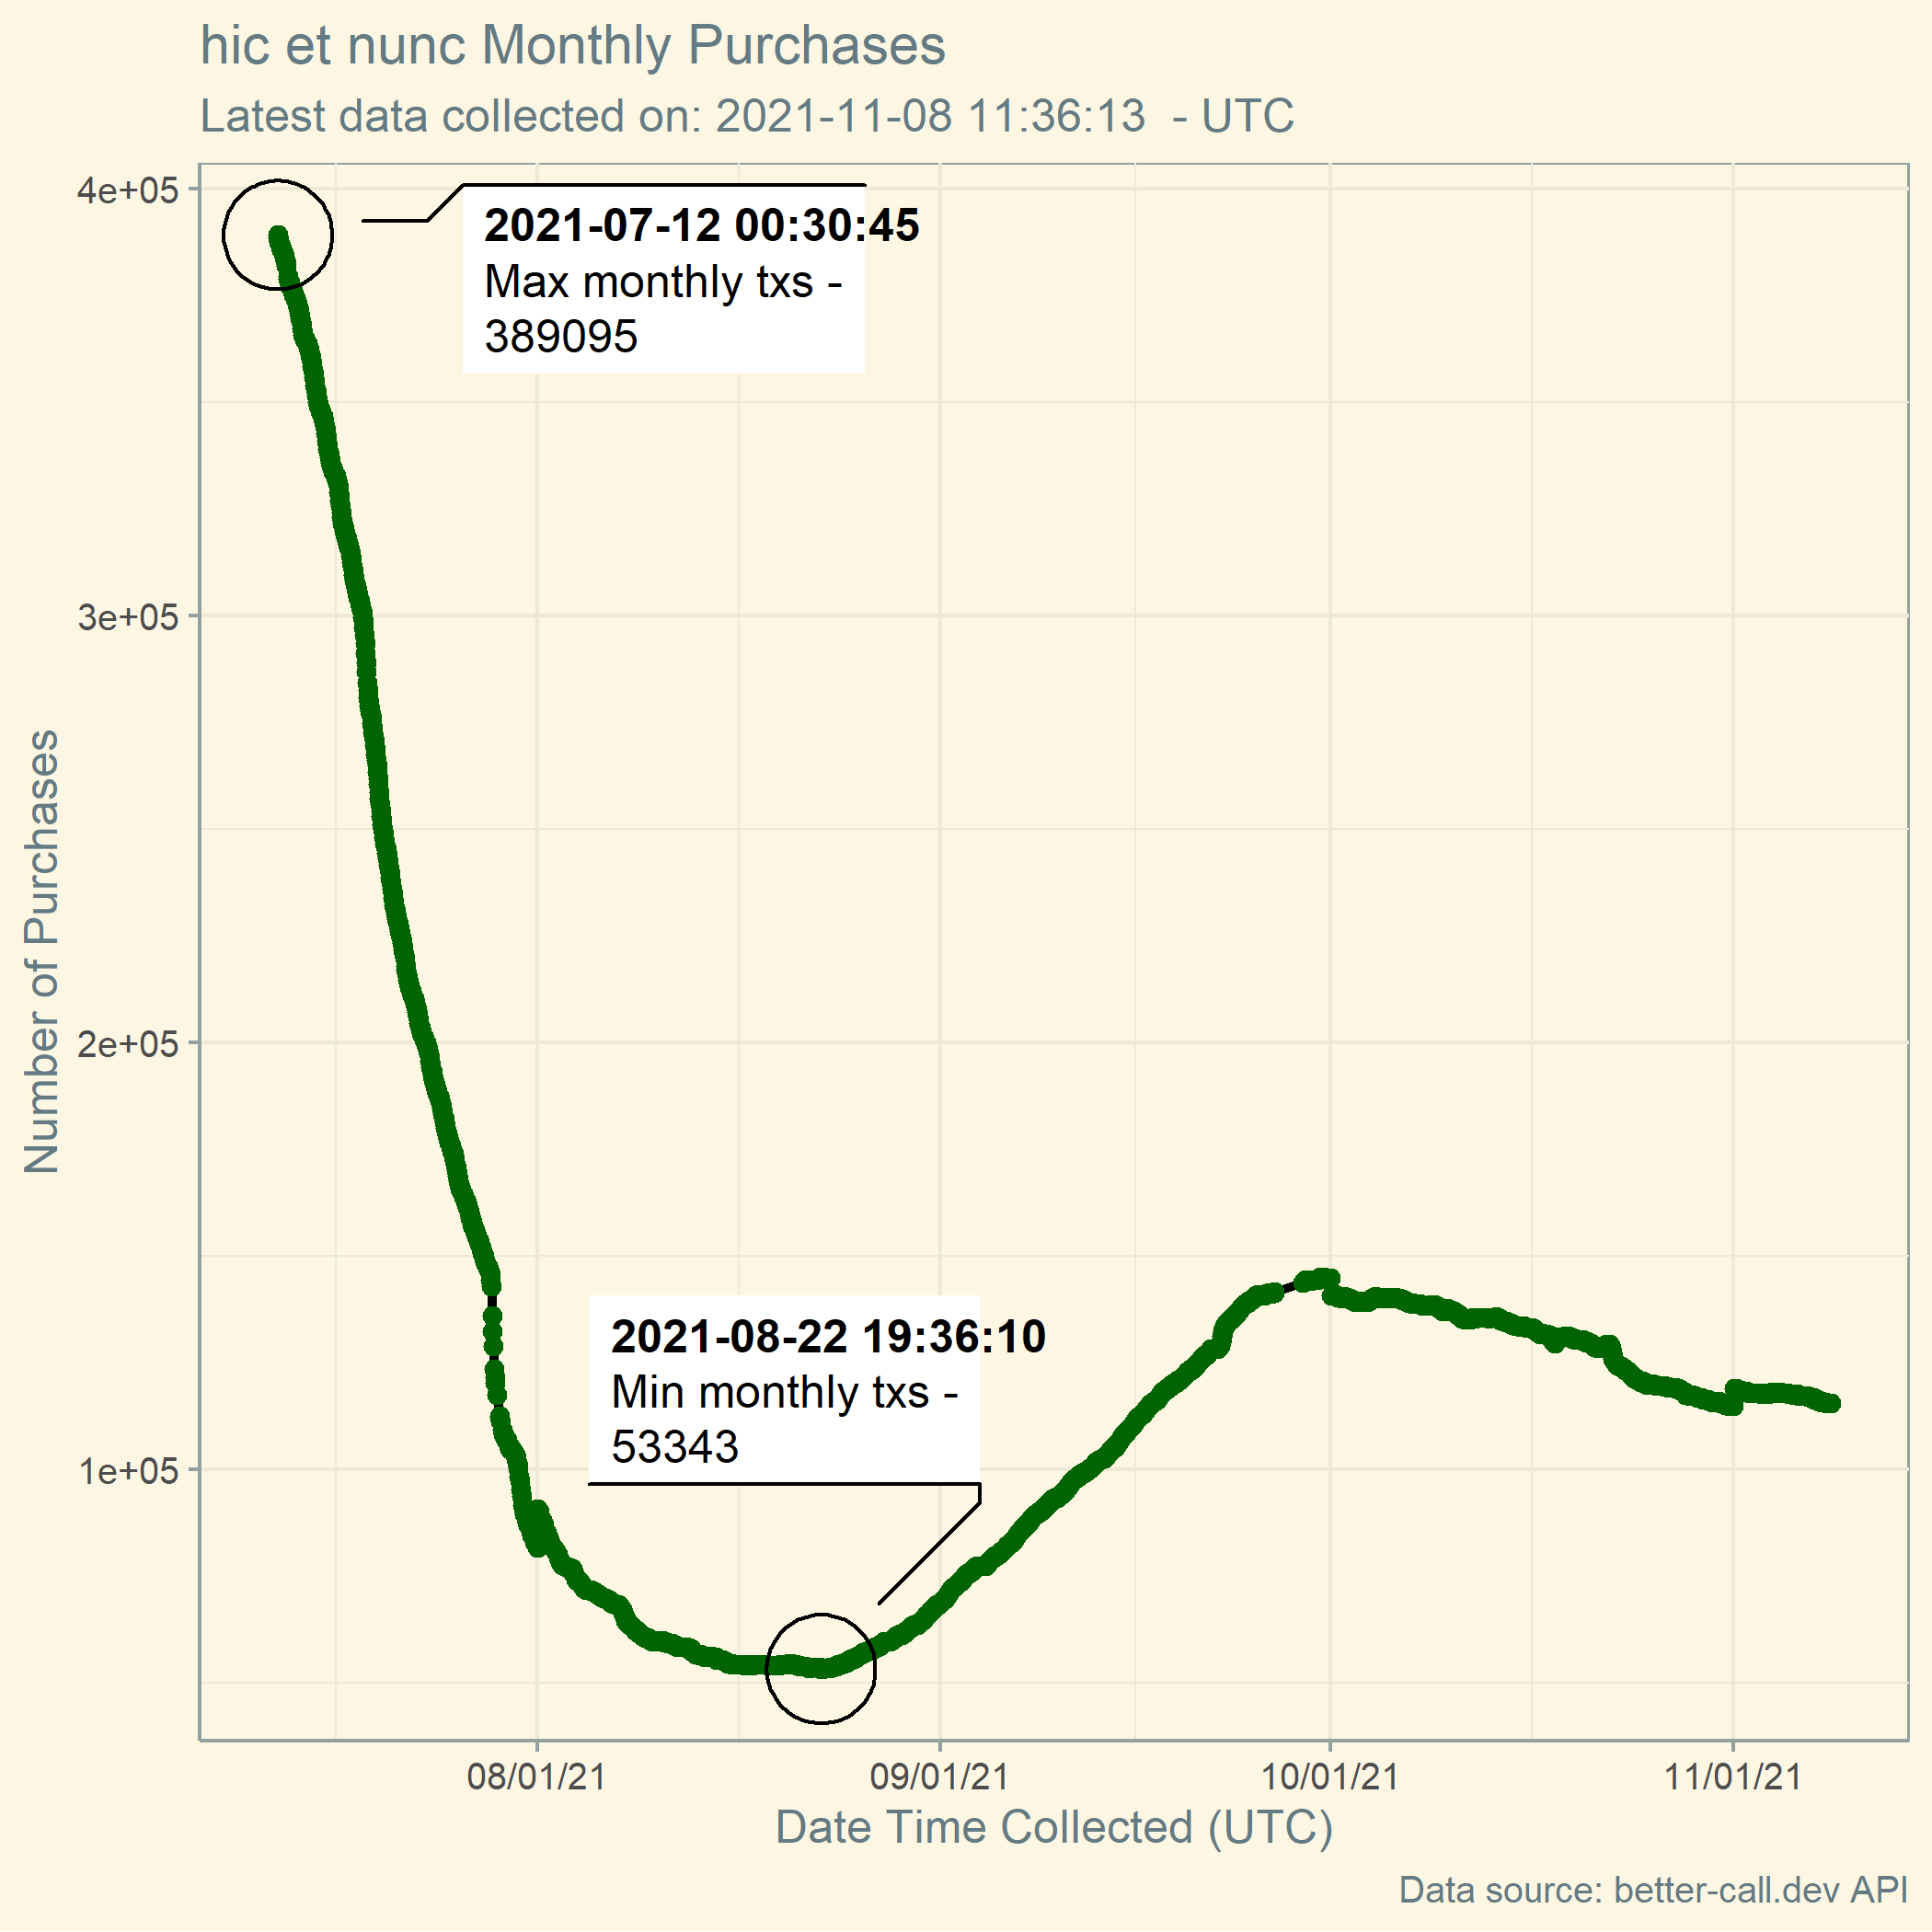 hic et nunc Monthly Purchases
Latest data collected on: 2021-11-08 11:36:13  - UTC
4e+05
3e+05
2e+05
1e+05
Number of Purchases
2021-07-12 00:30:45
Max monthly txs -
389095
2021-08-22 19:36:10
Min monthly txs -
53343
08/01/21
09/01/21
10/01/21
11/01/21
Date Time Collected (UTC)
Data source: better-call.dev API